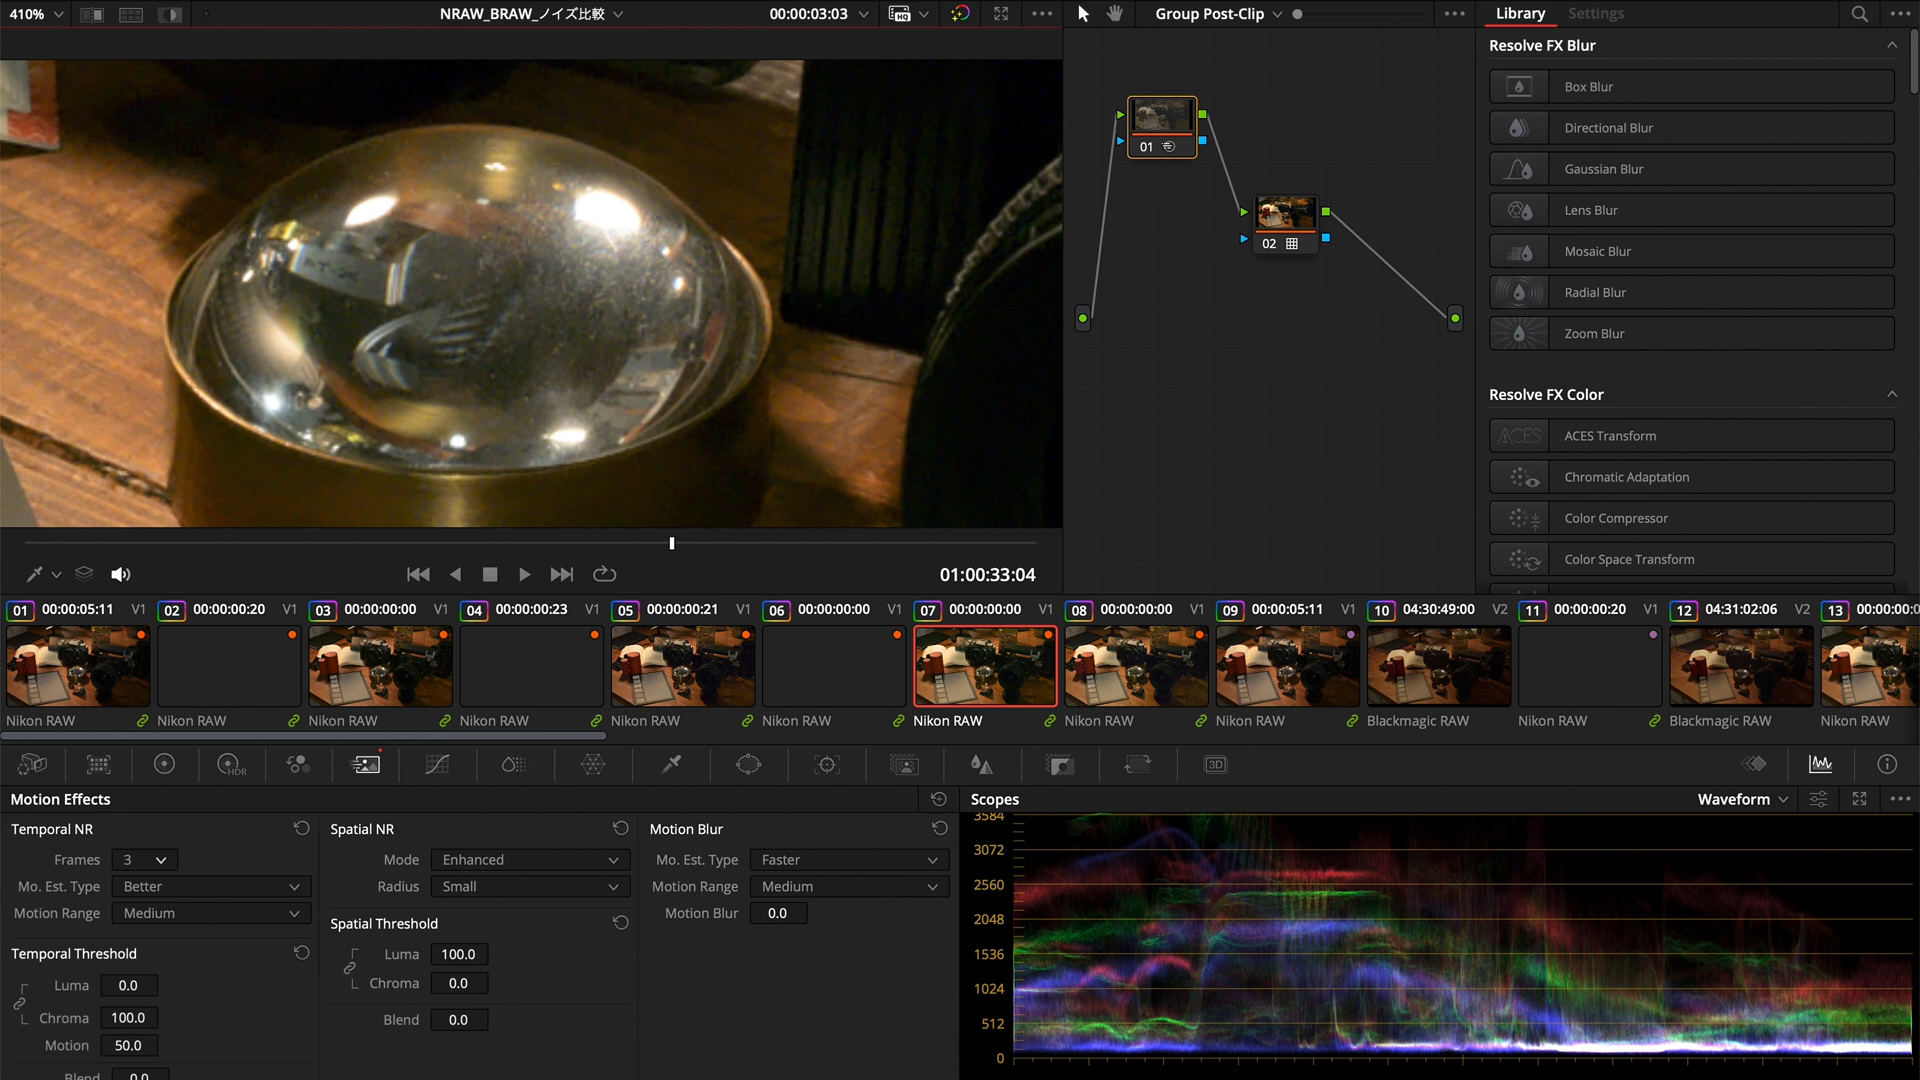 410%
NRAW_BRAW_ノイズ比較
00:00:03:03
HQ
Group Post-Clip
Library
Settings
Resolve FX Blur
Box Blur
Directional Blur
Gaussian Blur
Lens Blur
Mosaic Blur
Radial Blur
Zoom Blur
Resolve FX Color
ACES
ACES Transform
Chromatic Adaptation
Color Compressor
Color Space Transform
01
02
AT-X
01:00:33:04
01 00:00:05:11 V1
02 00:00:00:20 V1
03 00:00:00:00 V1
04 00:00:00:23 V1
05 00:00:00:21 V1
06 00:00:00:00 V1
07 00:00:00:00 V1
08 00:00:00:00 V1
09 00:00:05:11 V1
10 04:30:49:00 V2
11 00:00:00:20 V1
12 04:31:02:06 V2
13 00:00:00:0
Nikon RAW
Nikon RAW
Nikon RAW
Nikon RAW
Nikon RAW
Nikon RAW
Nikon RAW
Nikon RAW
Nikon RAW
Blackmagic RAW
Nikon RAW
Blackmagic RAW
Nikon RAW
HDR
3D
Motion Effects
Temporal NR
Frames 3
Mo. Est. Type Better
Motion Range Medium
Temporal Threshold
Luma 0.0
Chroma 100.0
Motion 50.0
Blend 0.0
Spatial NR
Mode Enhanced
Radius Small
Spatial Threshold
Luma 100.0
Chroma 0.0
Blend 0.0
Motion Blur
Mo. Est. Type Faster
Motion Range Medium
Motion Blur 0.0
Scopes
Waveform
3584
3072
2560
2048
1536
1024
512
0